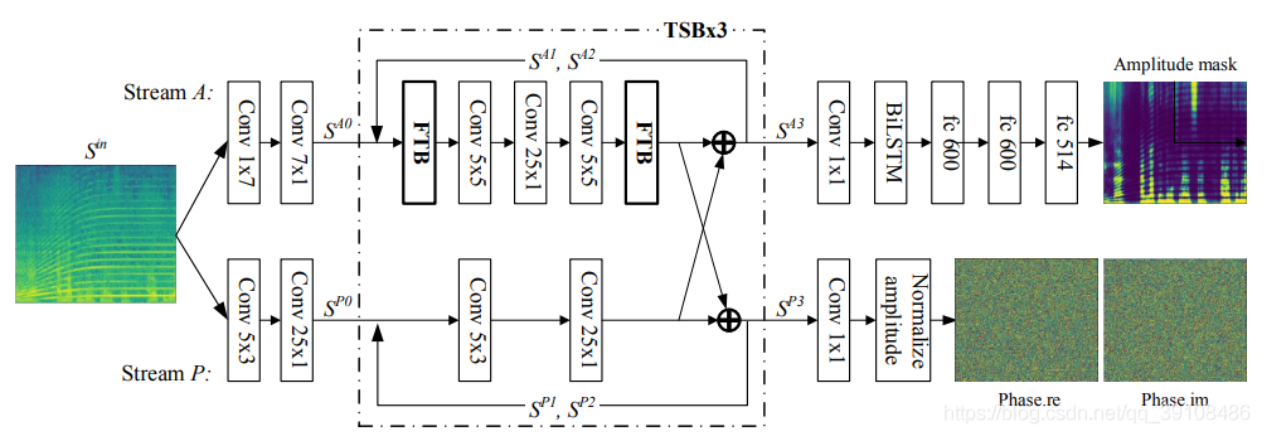 TSBx3
S^A1, S^A2
Stream A:
Conv 1x7
Conv 7x1
S^A0
FTB
Conv 5x5
Conv 25x1
Conv 5x5
FTB
S^A3
Conv 1x1
BiLSTM
fc 600
fc 600
fc 514
Amplitude mask
S^in
Conv 5x3
Conv 25x1
S^P0
Conv 5x3
Conv 25x1
S^P3
Conv 1x1
Normalize
amplitude
Stream P:
S^P1, S^P2
Phase.re
Phase.im
https://blog.csdn.net/qq_39108486